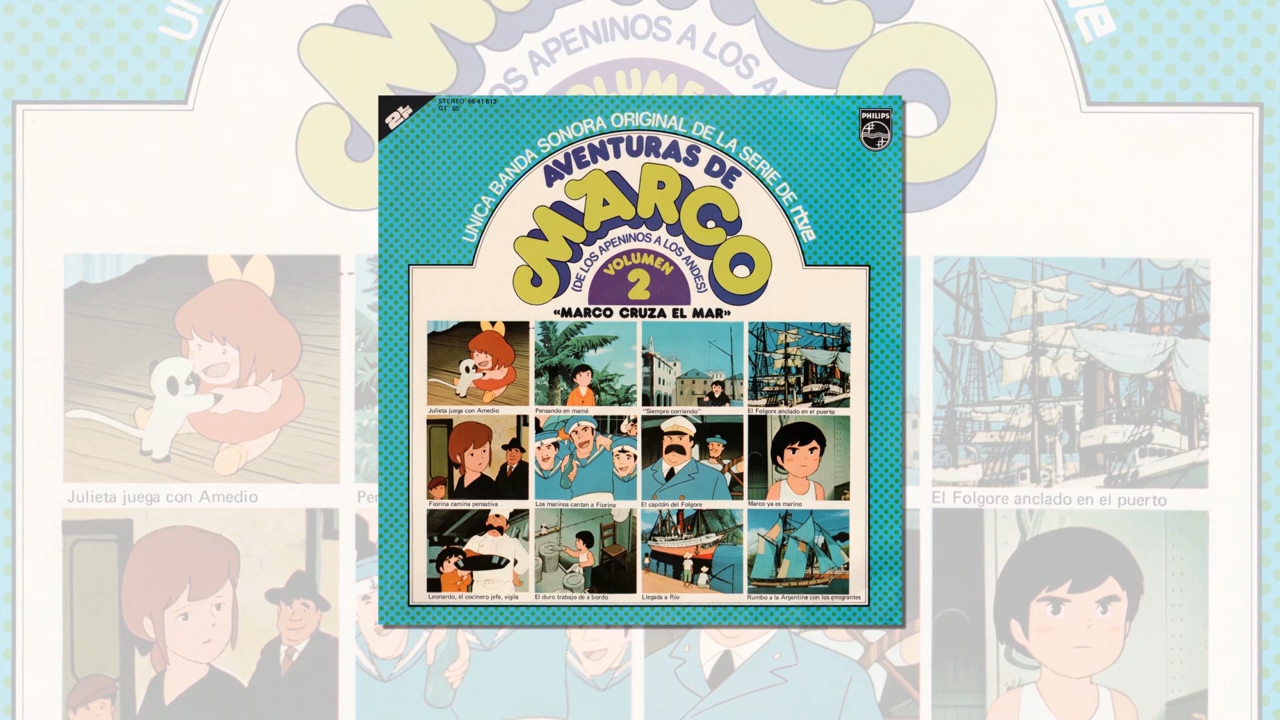 STEREO 66 41 613
GT. 05
PHILIPS
UNICA BANDA SONORA ORIGINAL DE LA SERIE DE rtve
AVENTURAS DE
MARCO
(DE LOS APENINOS A LOS ANDES)
VOLUMEN
2
«MARCO CRUZA EL MAR»
Julieta juega con Amedio
Pensando en mamá
"Siempre corriendo"
El Folgore anclado en el puerto
Fiorina camina pensativa
Los marinos cantan a Fiorina
El capitán del Folgore
Marco ya es marino
Leonardo, el cocinero jefe, vigila
El duro trabajo de a bordo
Llegada a Río
Rumbo a la Argentina con los emigrantes
Julieta juega con Amedio
El Folgore anclado en el puerto